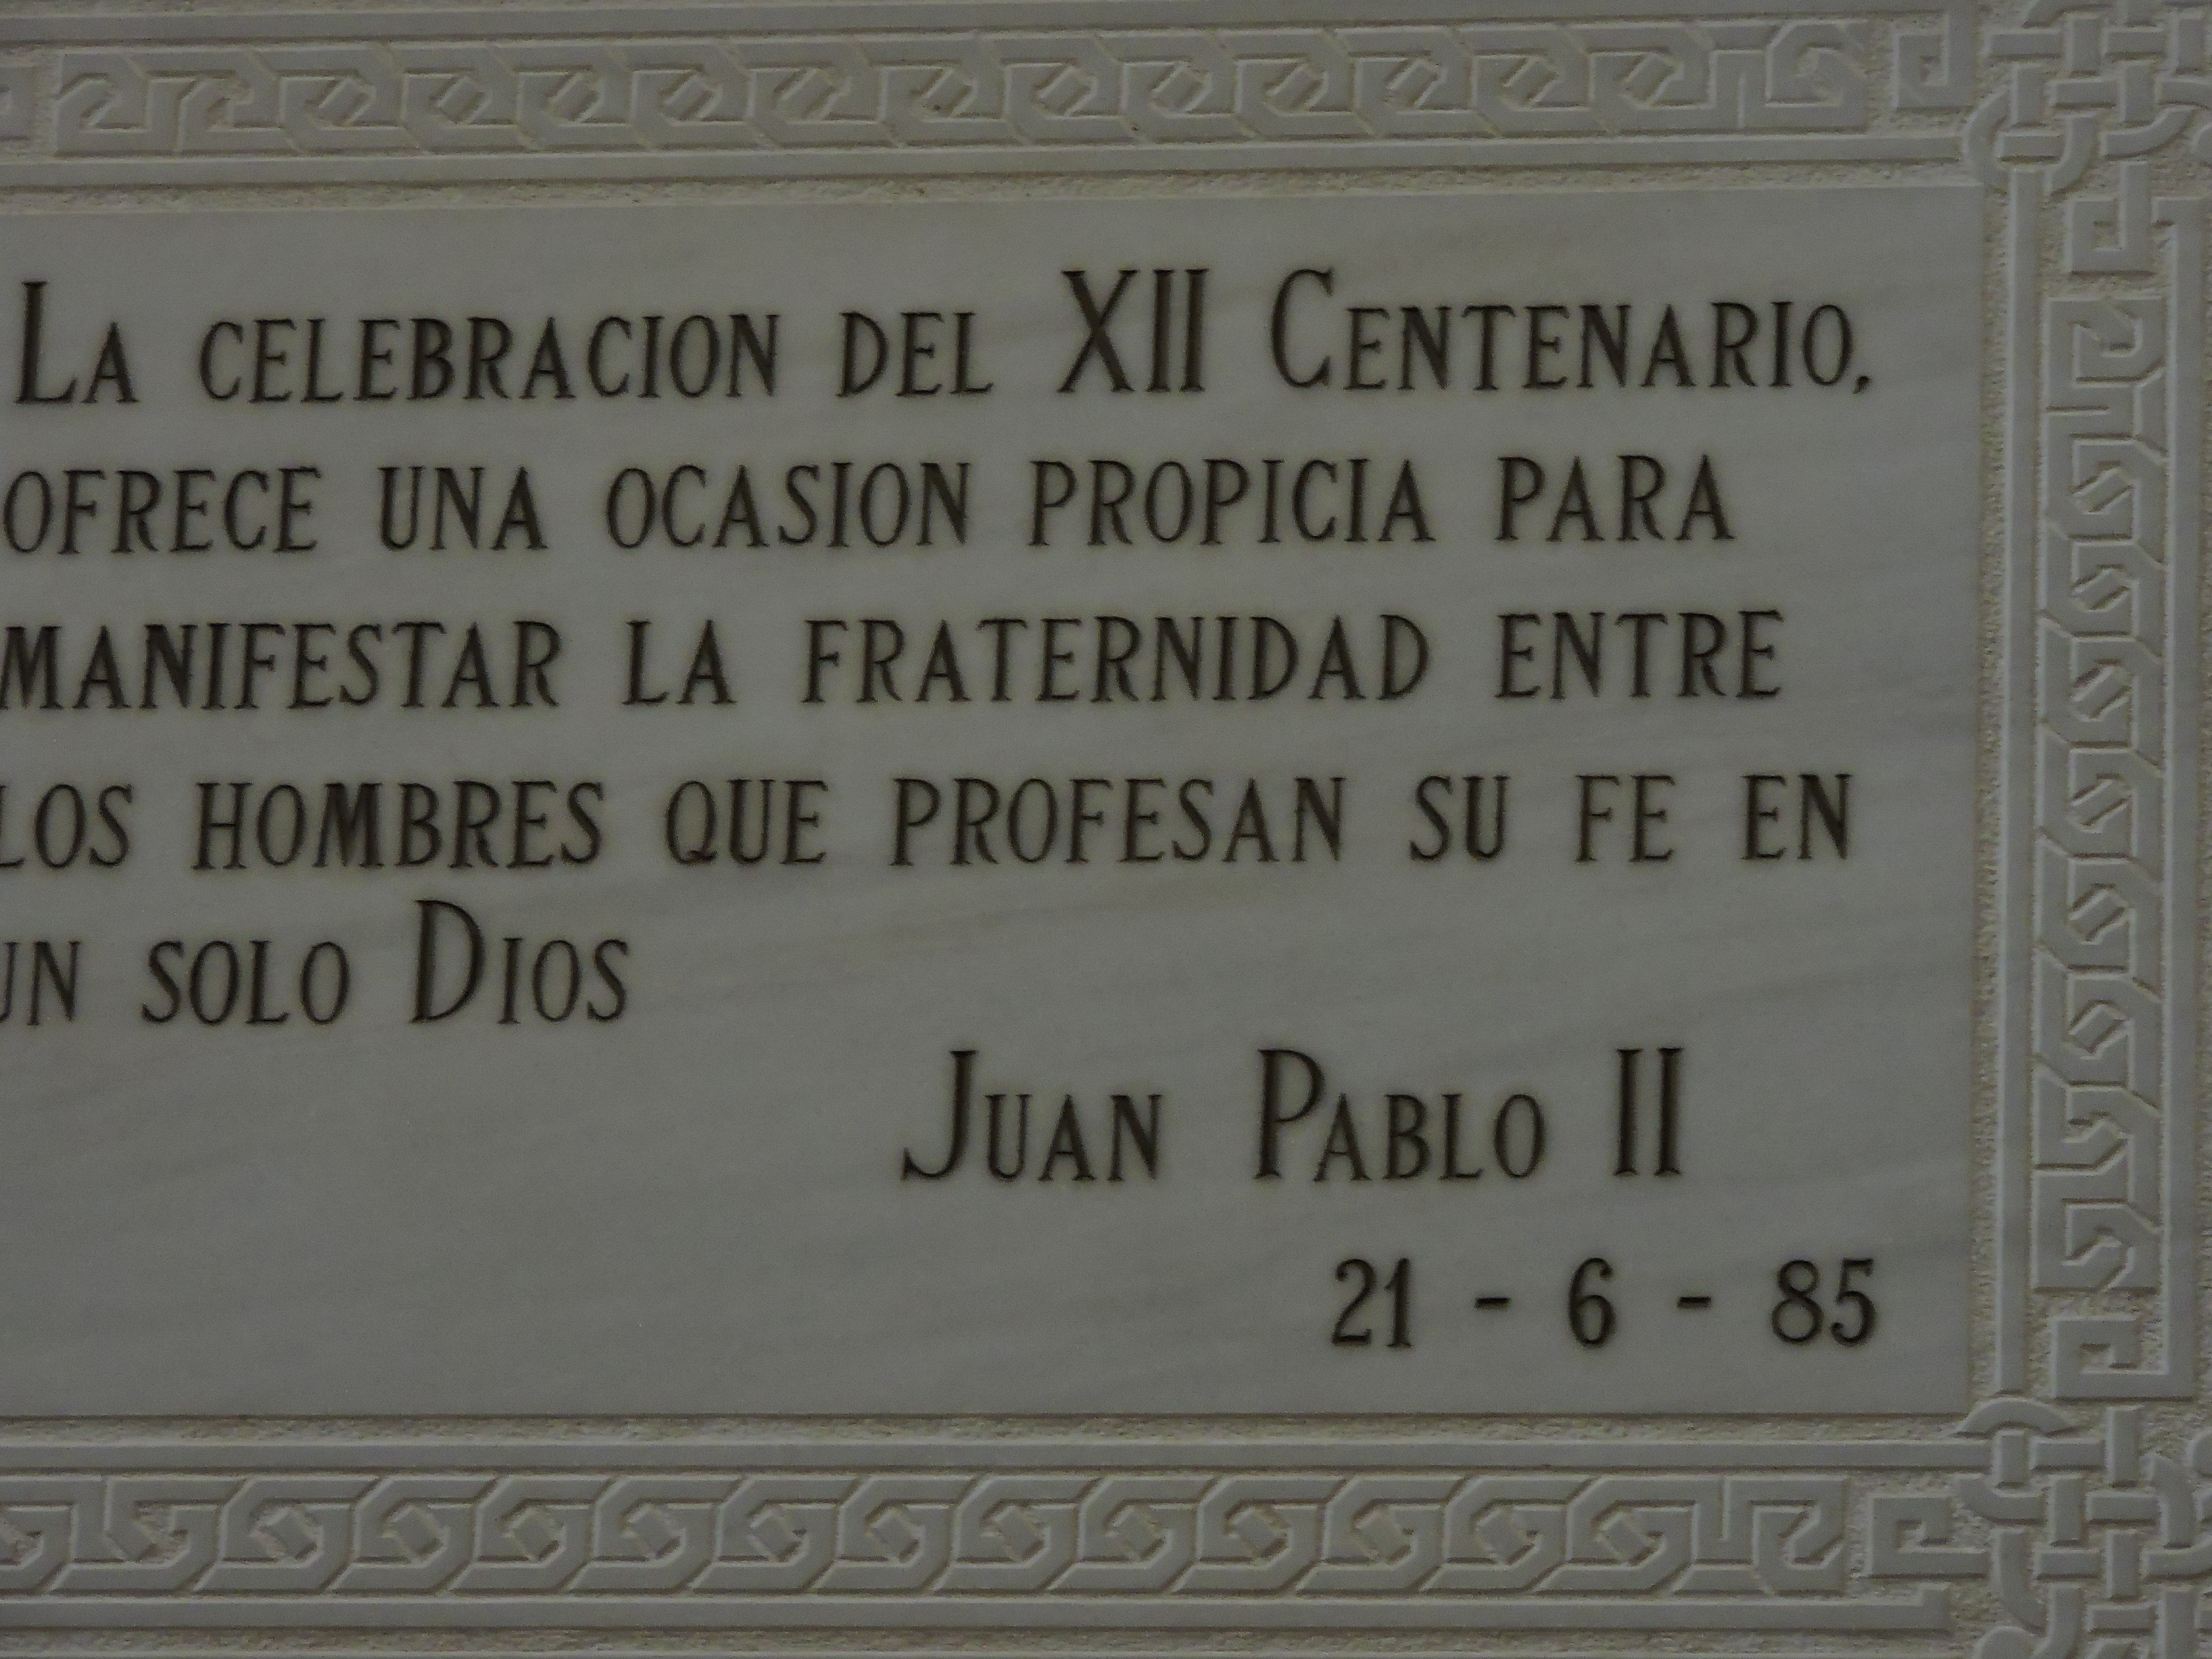 La celebracion del XII Centenario,
ofrece una ocasion propicia para
manifestar la fraternidad entre
los hombres que profesan su fe en
un solo Dios
Juan Pablo II
21 - 6 - 85